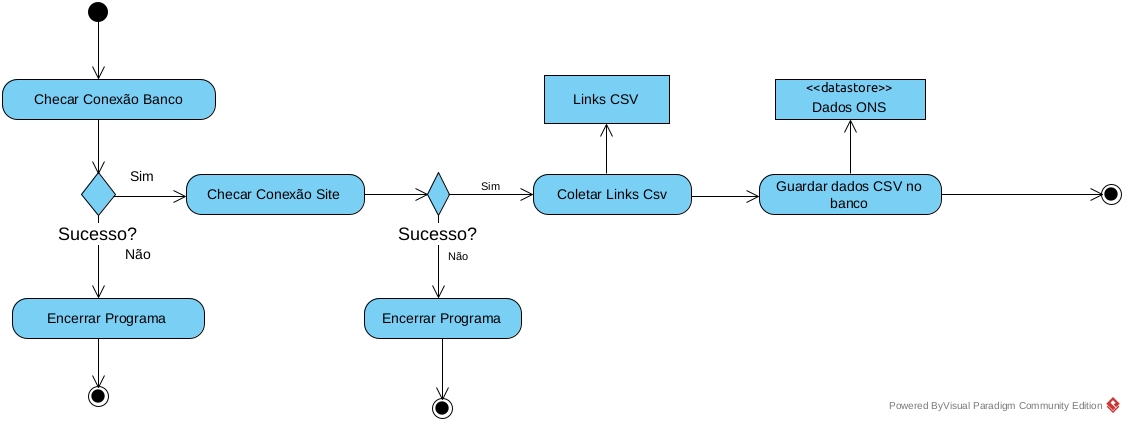 Checar Conexão Banco
Sim
Sucesso?
Não
Encerrar Programa
Checar Conexão Site
Sim
Sucesso?
Não
Encerrar Programa
Links CSV
Coletar Links Csv
<<datastore>>
Dados ONS
Guardar dados CSV no
banco
Powered ByVisual Paradigm Community Edition